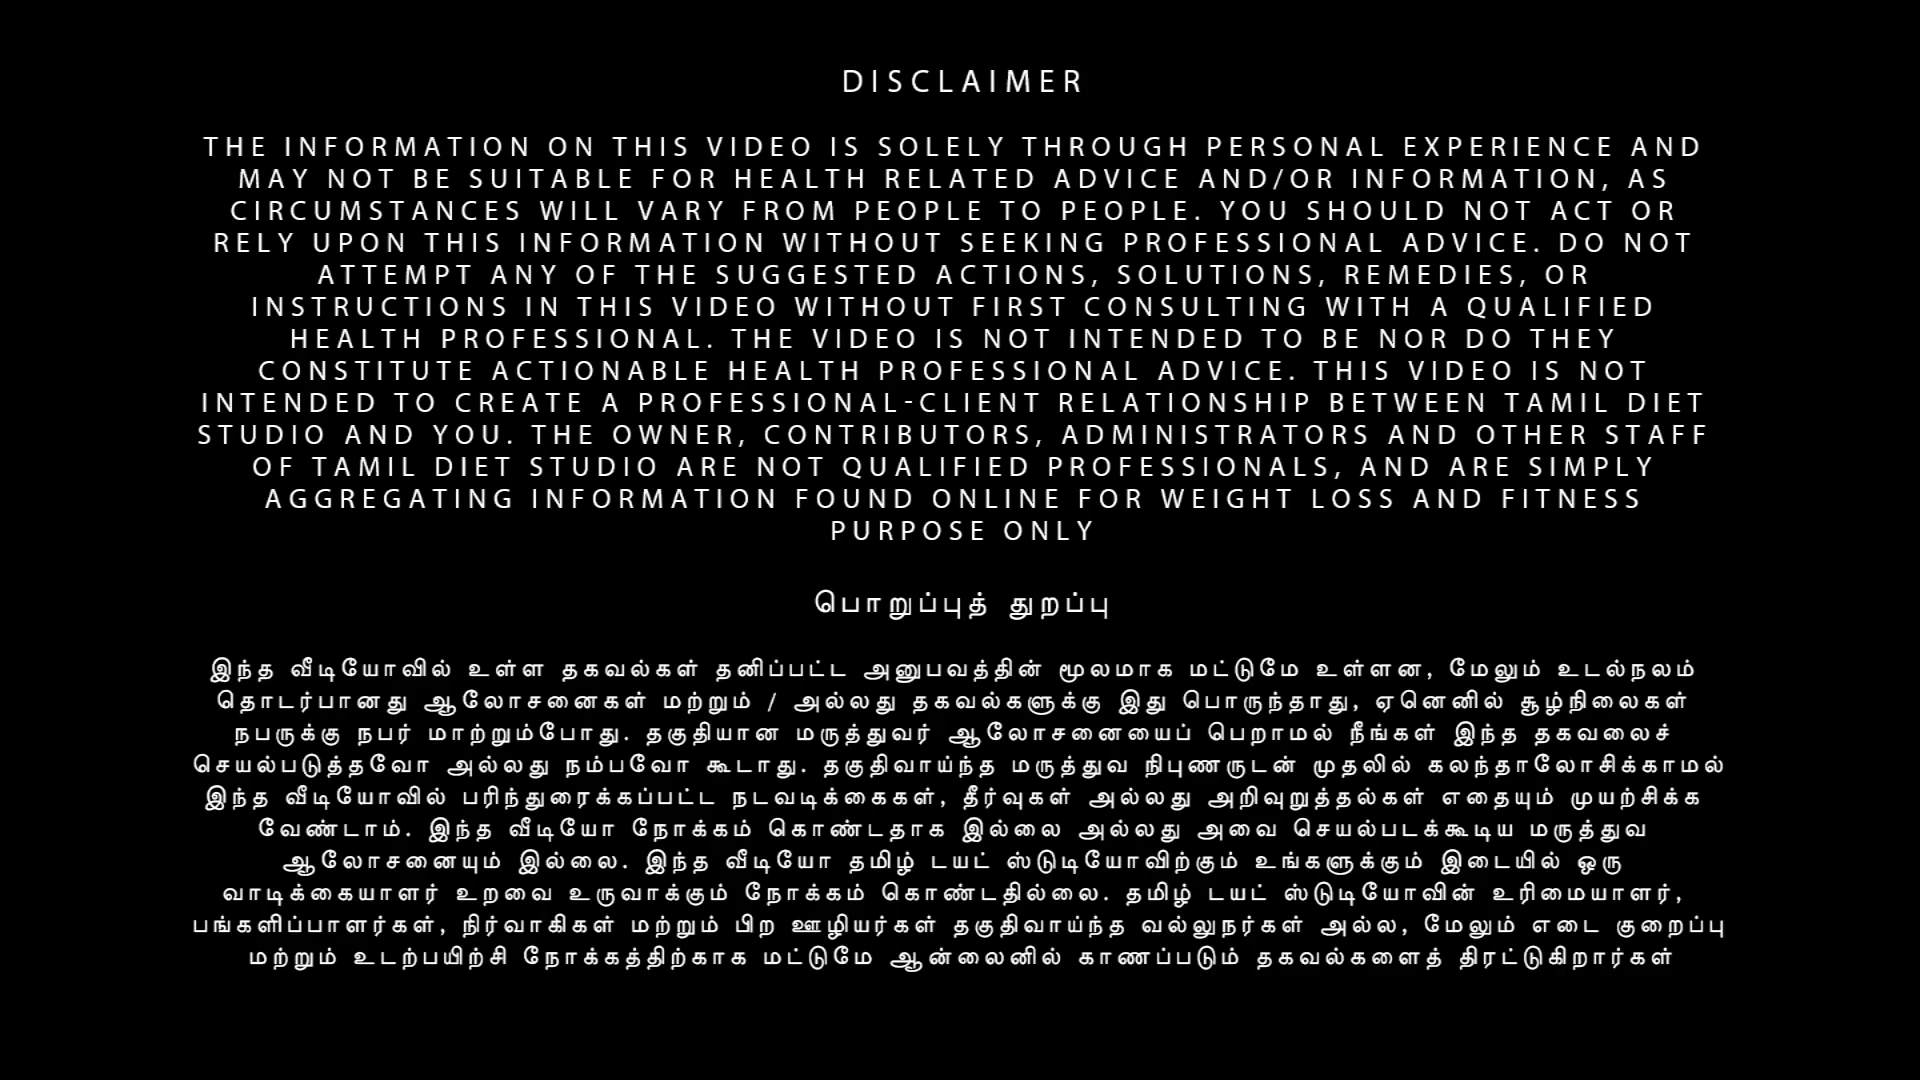 DISCLAIMER
THE INFORMATION ON THIS VIDEO IS SOLELY THROUGH PERSONAL EXPERIENCE AND
MAY NOT BE SUITABLE FOR HEALTH RELATED ADVICE AND/OR INFORMATION, AS
CIRCUMSTANCES WILL VARY FROM PEOPLE TO PEOPLE. YOU SHOULD NOT ACT OR
RELY UPON THIS INFORMATION WITHOUT SEEKING PROFESSIONAL ADVICE. DO NOT
ATTEMPT ANY OF THE SUGGESTED ACTIONS, SOLUTIONS, REMEDIES, OR
INSTRUCTIONS IN THIS VIDEO WITHOUT FIRST CONSULTING WITH A QUALIFIED
HEALTH PROFESSIONAL. THE VIDEO IS NOT INTENDED TO BE NOR DO THEY
CONSTITUTE ACTIONABLE HEALTH PROFESSIONAL ADVICE. THIS VIDEO IS NOT
INTENDED TO CREATE A PROFESSIONAL-CLIENT RELATIONSHIP BETWEEN TAMIL DIET
STUDIO AND YOU. THE OWNER, CONTRIBUTORS, ADMINISTRATORS AND OTHER STAFF
OF TAMIL DIET STUDIO ARE NOT QUALIFIED PROFESSIONALS, AND ARE SIMPLY
AGGREGATING INFORMATION FOUND ONLINE FOR WEIGHT LOSS AND FITNESS
PURPOSE ONLY
பொறுப்புத் துறப்பு
இந்த வீடியோவில் உள்ள தகவல்கள் தனிப்பட்ட அனுபவத்தின் மூலமாக மட்டுமே உள்ளன, மேலும் உடல்நலம்
தொடர்பானது ஆலோசனைகள் மற்றும் / அல்லது தகவல்களுக்கு இது பொருந்தாது, ஏனெனில் சூழ்நிலைகள்
நபருக்கு நபர் மாற்றும்போது. தகுதியான மருத்துவர் ஆலோசனையைப் பெறாமல் நீங்கள் இந்த தகவலைச்
செயல்படுத்தவோ அல்லது நம்பவோ கூடாது. தகுதிவாய்ந்த மருத்துவ நிபுணருடன் முதலில் கலந்தாலோசிக்காமல்
இந்த வீடியோவில் பரிந்துரைக்கப்பட்ட நடவடிக்கைகள், தீர்வுகள் அல்லது அறிவுறுத்தல்கள் எதையும் முயற்சிக்க
வேண்டாம். இந்த வீடியோ நோக்கம் கொண்டதாக இல்லை அல்லது அவை செயல்படக்கூடிய மருத்துவ
ஆலோசனையும் இல்லை. இந்த வீடியோ தமிழ் டயட் ஸ்டுடியோவிற்கும் உங்களுக்கும் இடையில் ஒரு
வாடிக்கையாளர் உறவை உருவாக்கும் நோக்கம் கொண்டதில்லை. தமிழ் டயட் ஸ்டுடியோவின் உரிமையாளர்,
பங்களிப்பாளர்கள், நிர்வாகிகள் மற்றும் பிற ஊழியர்கள் தகுதிவாய்ந்த வல்லுநர்கள் அல்ல, மேலும் எடை குறைப்பு
மற்றும் உடற்பயிற்சி நோக்கத்திற்காக மட்டுமே ஆன்லைனில் காணப்படும் தகவல்களைத் திரட்டுகிறார்கள்